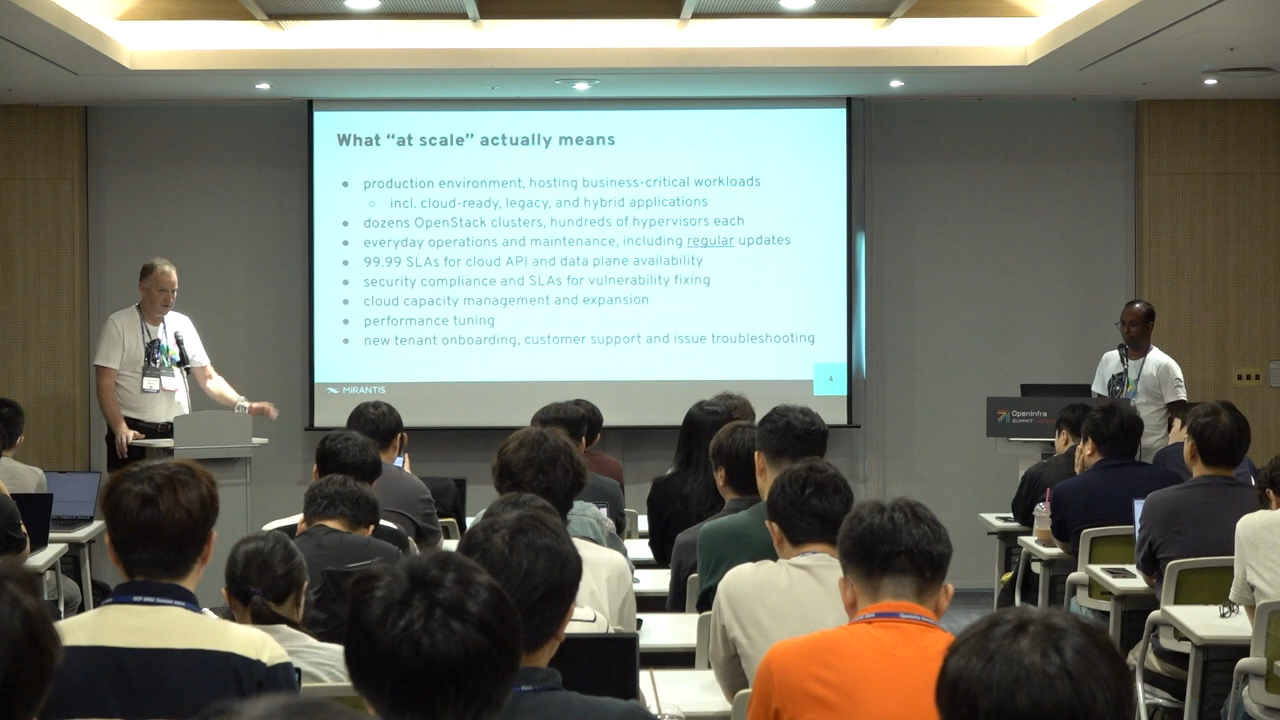 What “at scale” actually means
● production environment, hosting business-critical workloads
○ incl. cloud-ready, legacy, and hybrid applications
● dozens OpenStack clusters, hundreds of hypervisors each
● everyday operations and maintenance, including regular updates
● 99.99 SLAs for cloud API and data plane availability
● security compliance and SLAs for vulnerability fixing
● cloud capacity management and expansion
● performance tuning
● new tenant onboarding, customer support and issue troubleshooting
MIRANTIS
4
OpenInfra
SUMMIT